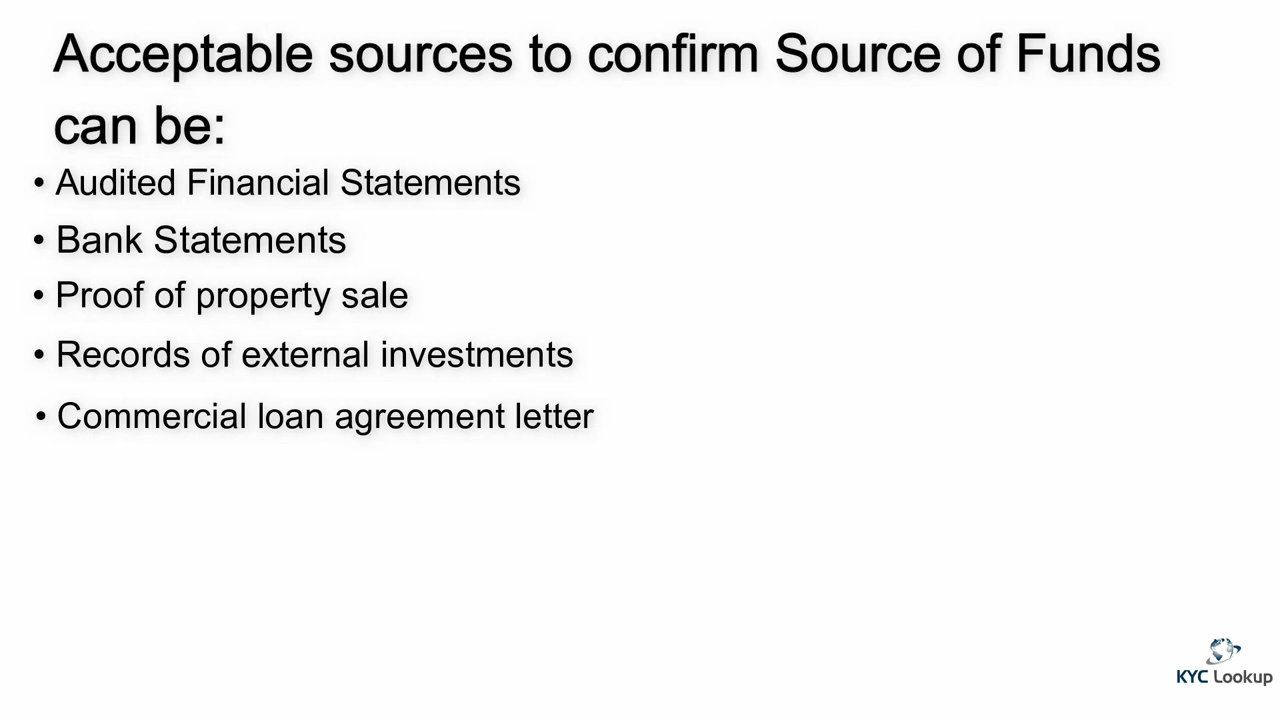 Acceptable sources to confirm Source of Funds
can be:
• Audited Financial Statements
• Bank Statements
• Proof of property sale
• Records of external investments
• Commercial loan agreement letter
KYC Lookup